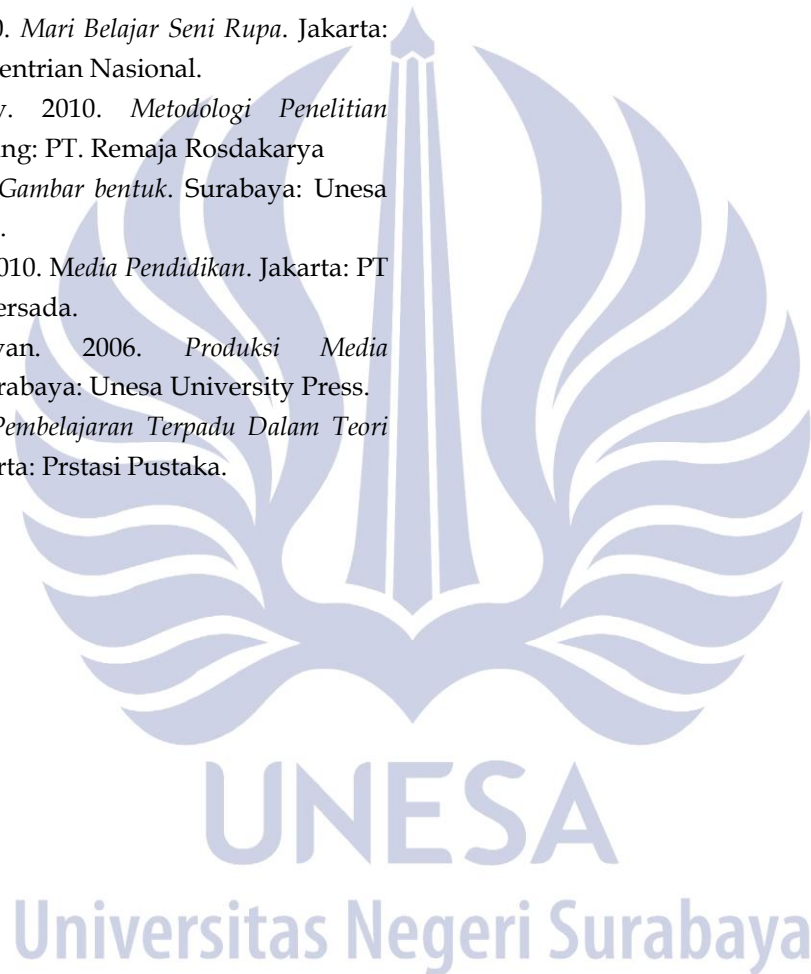 0. Mari Belajar Seni Rupa. Jakarta:
entrian Nasional.
y. 2010. Metodologi Penelitian
ing: PT. Remaja Rosdakarya
Gambar bentuk. Surabaya: Unesa
.
010. Media Pendidikan. Jakarta: PT
ersada.
van. 2006. Produksi Media
rabaya: Unesa University Press.
Pembelajaran Terpadu Dalam Teori
rta: Prstasi Pustaka.
UNESA
Universitas Negeri Surabaya